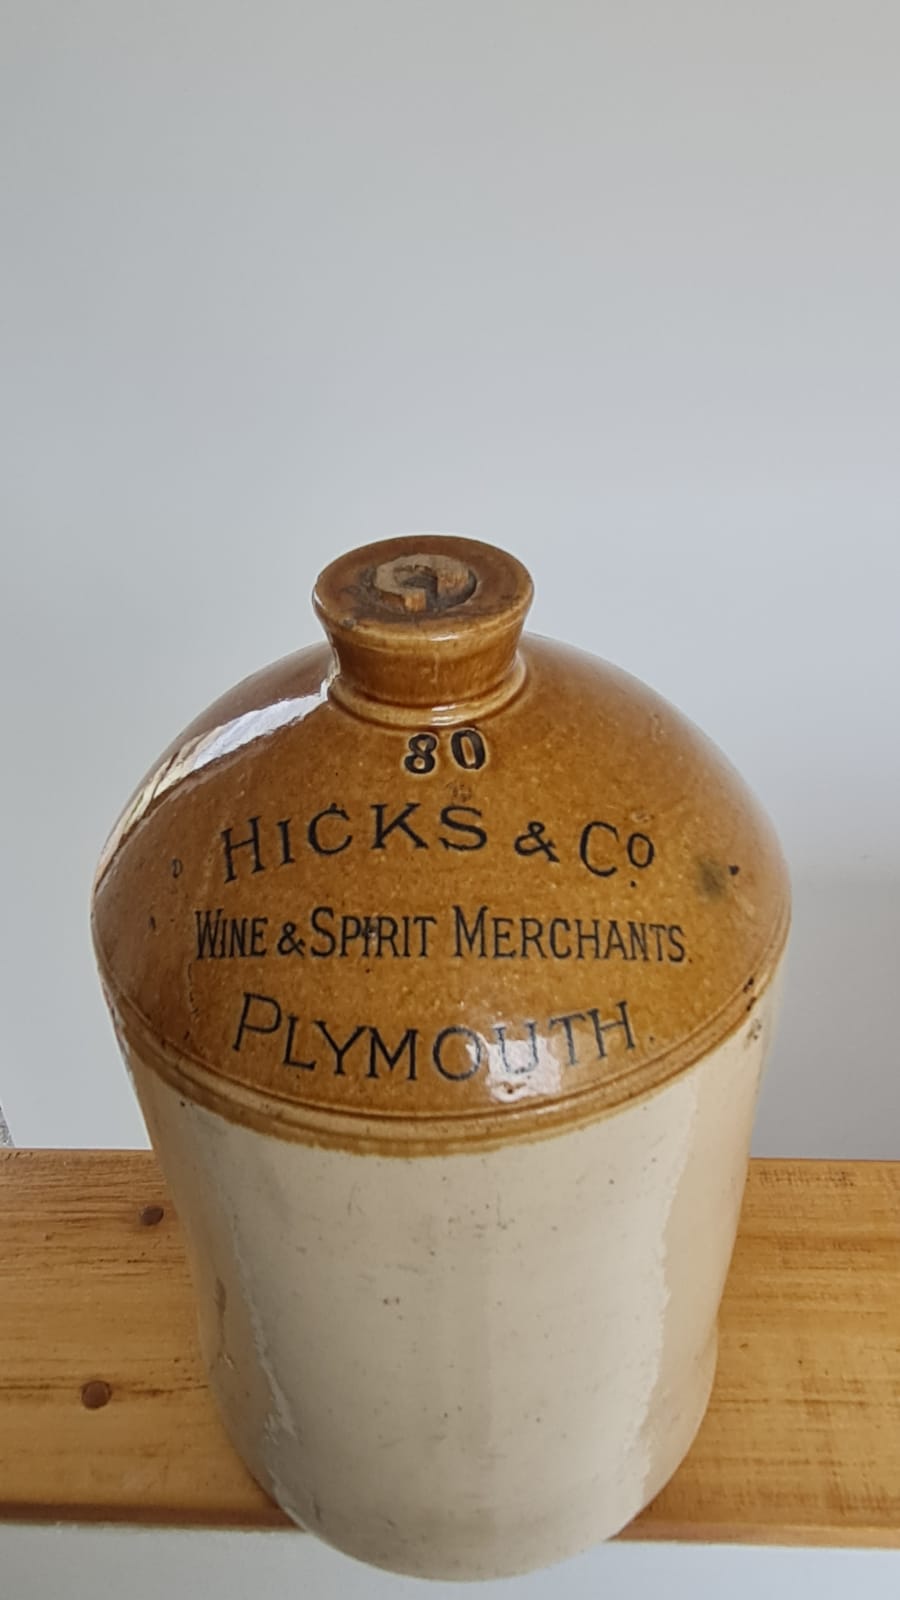 80
HICKS & Co.
WINE & SPIRIT MERCHANTS.
PLYMOUTH.